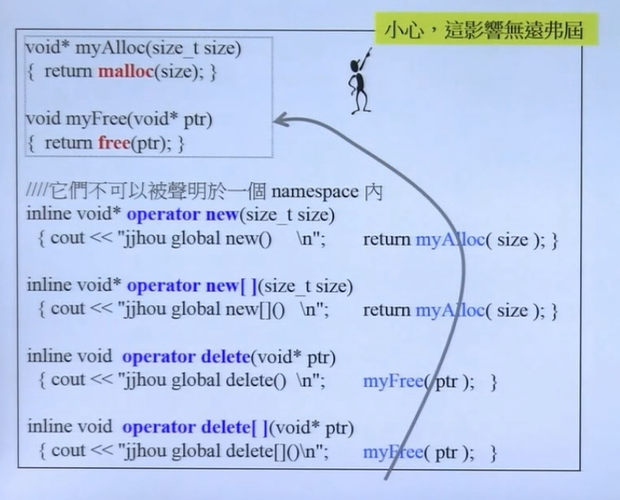 小心，這影響無遠弗屆
void* myAlloc(size_t size)
{ return malloc(size); }
void myFree(void* ptr)
{ return free(ptr); }
////它們不可以被聲明於一個 namespace 內
inline void* operator new(size_t size)
{ cout << "jjhou global new() \n"; return myAlloc( size ); }
inline void* operator new[ ](size_t size)
{ cout << "jjhou global new[]() \n"; return myAlloc( size ); }
inline void operator delete(void* ptr)
{ cout << "jjhou global delete() \n"; myFree( ptr ); }
inline void operator delete[ ](void* ptr)
{ cout << "jjhou global delete[]()\n"; myFree( ptr ); }